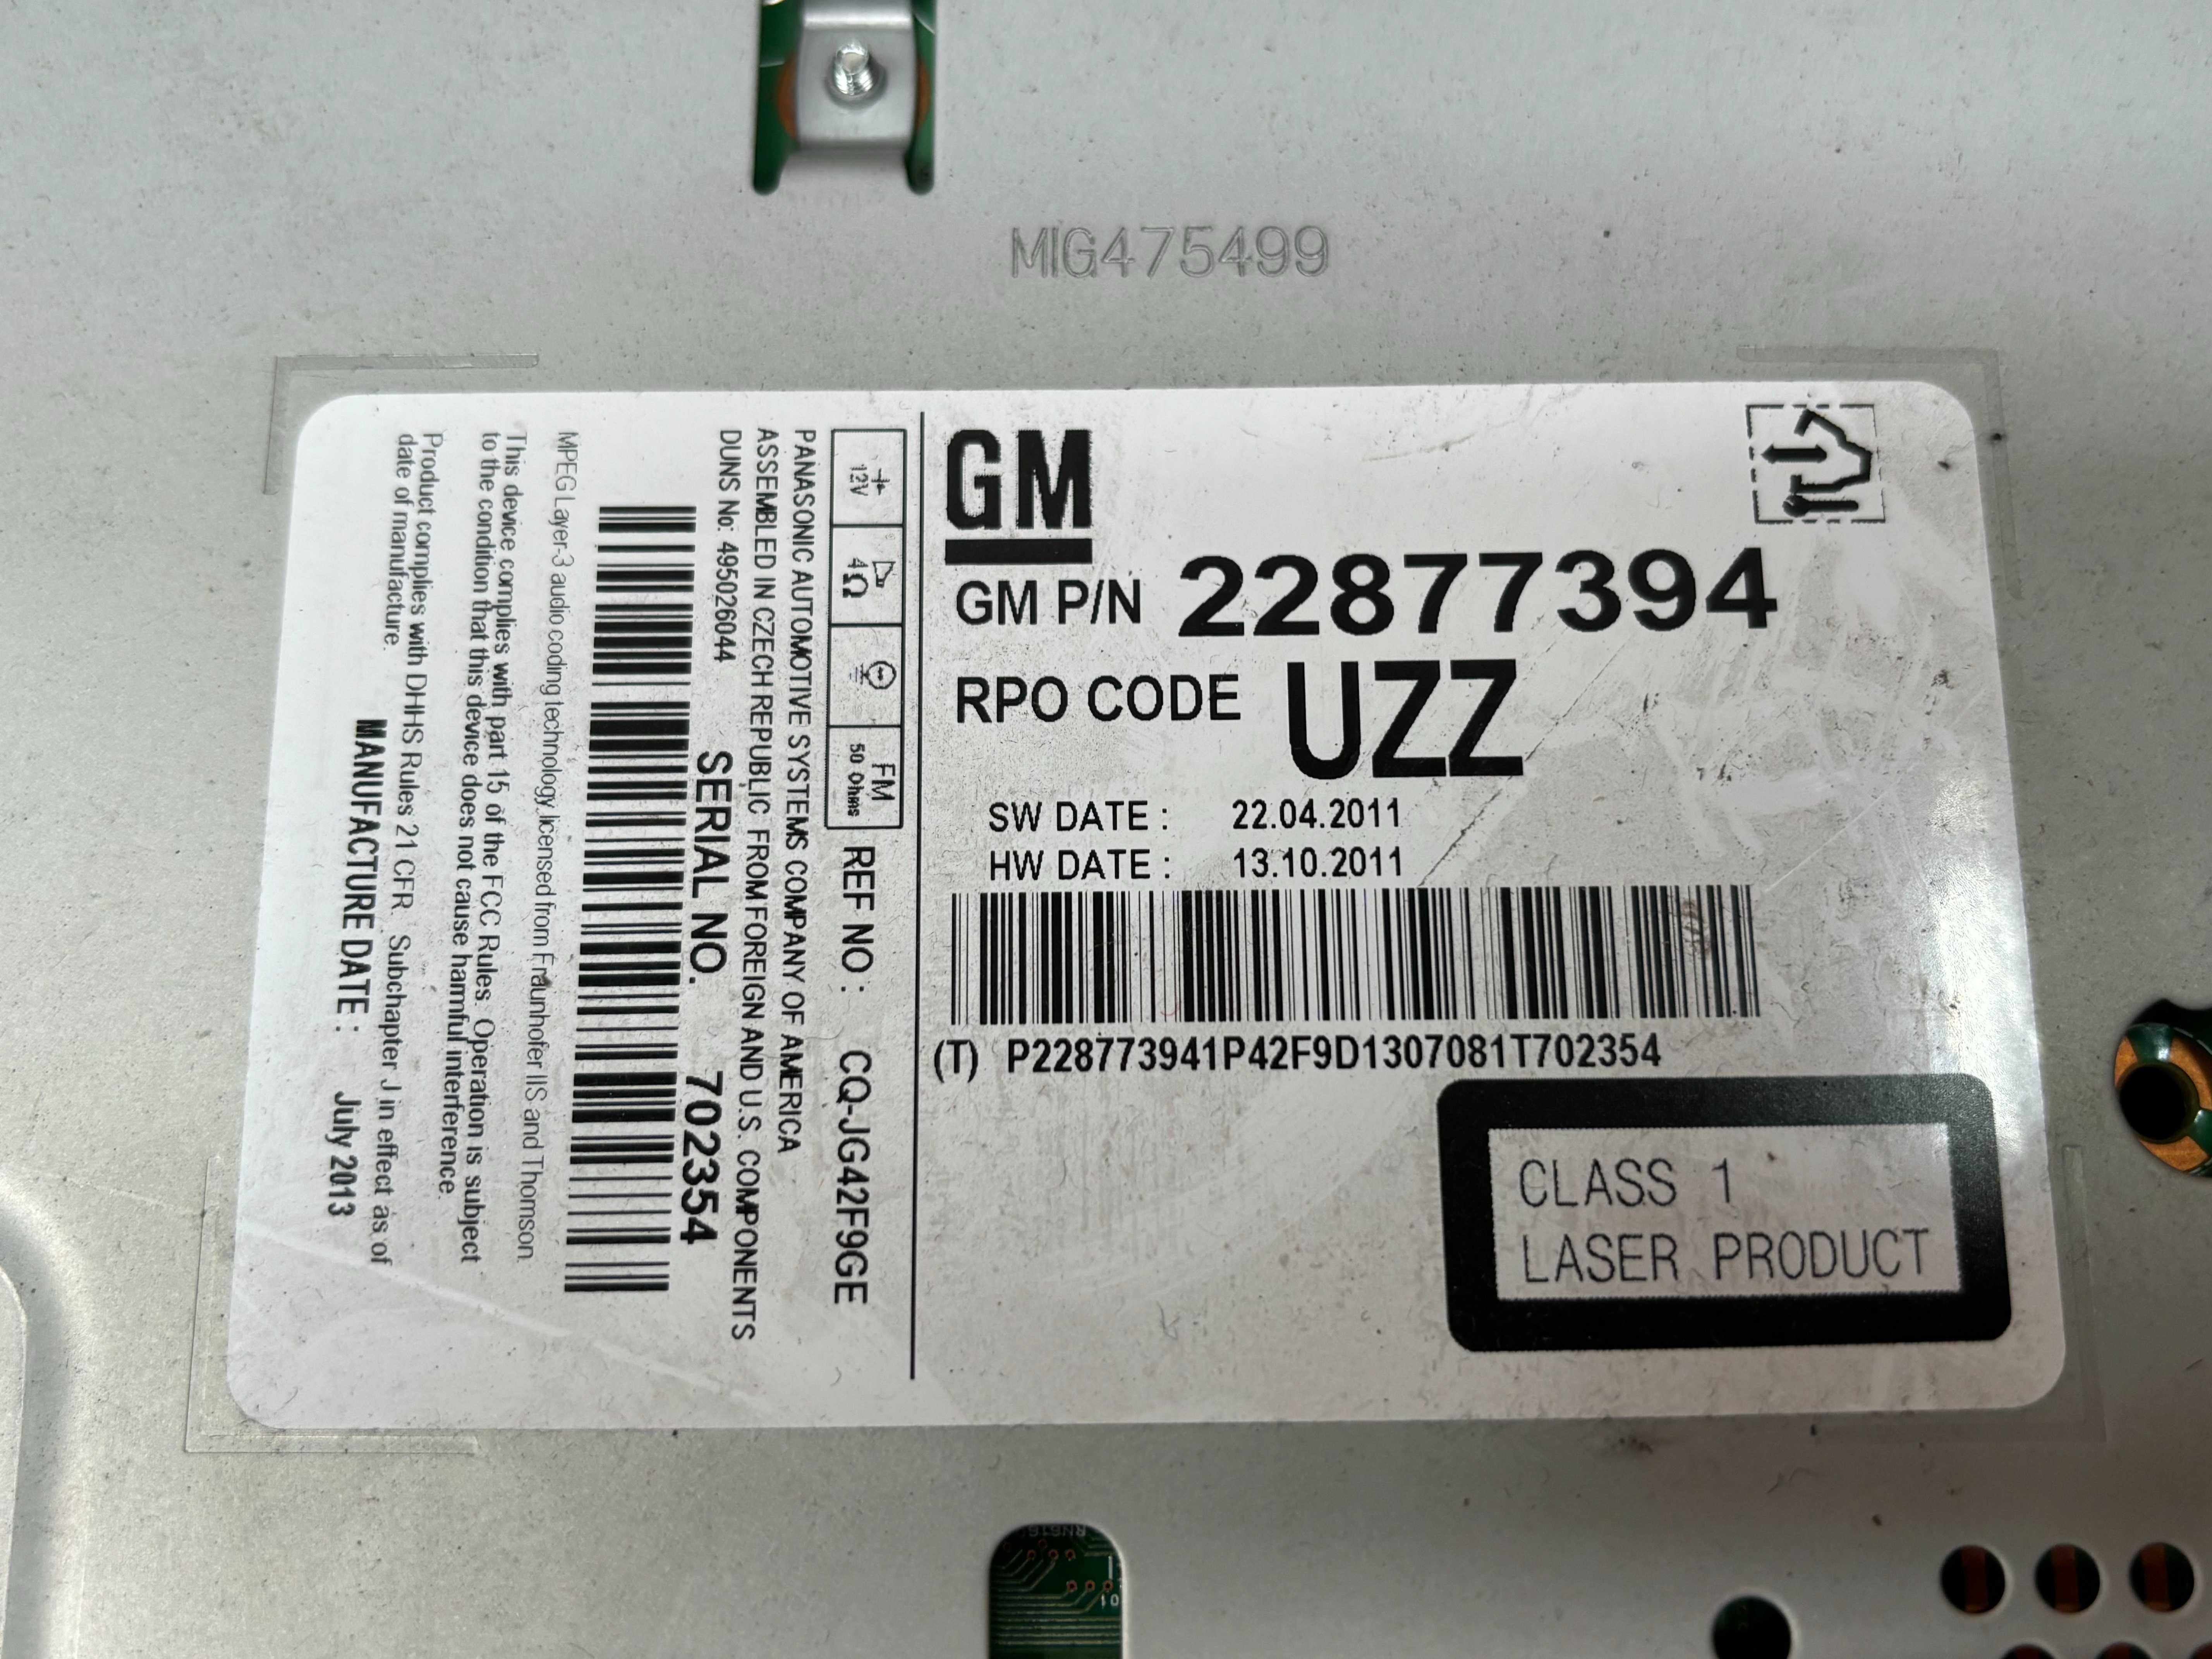 MIG475499
GM
GM P/N 22877394
RPO CODE UZZ
SW DATE : 22.04.2011
HW DATE : 13.10.2011
(T) P228773941P42F9D1307081T702354
CLASS 1
LASER PRODUCT
12V
4Ω
FM
50 Ohms
REF NO : CQ-JG42F9GE
PANASONIC AUTOMOTIVE SYSTEMS COMPANY OF AMERICA
ASSEMBLED IN CZECH REPUBLIC FROM FOREIGN AND U.S. COMPONENTS
DUNS No: 495026044
SERIAL NO. 702354
MPEG Layer-3 audio coding technology licensed from Fraunhofer IIS and Thomson.
This device complies with part 15 of the FCC Rules. Operation is subject
to the condition that this device does not cause harmful interference.
Product complies with DHHS Rules 21 CFR. Subchapter J in effect as of
date of manufacture.
MANUFACTURE DATE : July 2013
RN616
01